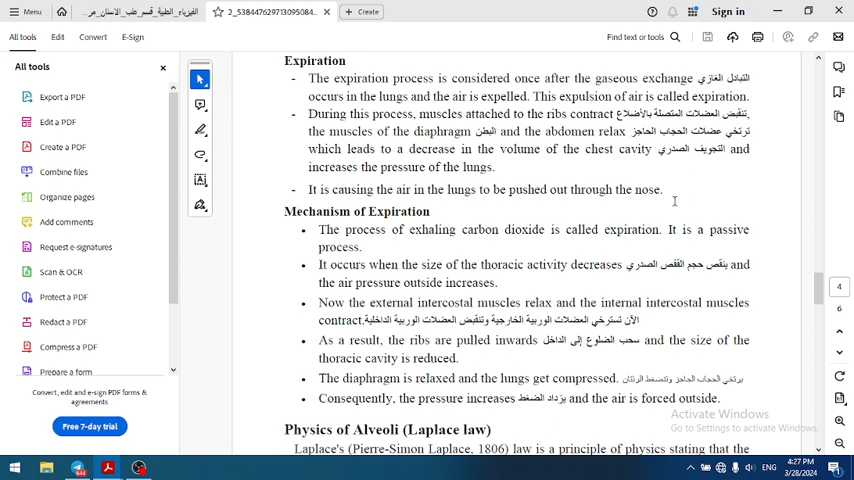 Menu
الفيزياء_الطبية_قسم_طب_الاسنان_مر...
2_538447629713095084...
Create
Sign in
All tools
Edit
Convert
E-Sign
Find text or tools
All tools
Export a PDF
Edit a PDF
Create a PDF
Combine files
Organize pages
Add comments
Request e-signatures
Scan & OCR
Protect a PDF
Redact a PDF
Compress a PDF
Prepare a form
Convert, edit and e-sign PDF forms &
agreements
Free 7-day trial
Expiration
- The expiration process is considered once after the gaseous exchange التبادل الغازي
occurs in the lungs and the air is expelled. This expulsion of air is called expiration.
- During this process, muscles attached to the ribs contract تنقبض العضلات المتصلة بالأضلاع,
the muscles of the diaphragm البطن and the abdomen relax ترتخي عضلات الحجاب الحاجز
which leads to a decrease in the volume of the chest cavity التجويف الصدري and
increases the pressure of the lungs.
- It is causing the air in the lungs to be pushed out through the nose.
Mechanism of Expiration
• The process of exhaling carbon dioxide is called expiration. It is a passive
process.
• It occurs when the size of the thoracic activity decreases ينقص حجم القفص الصدري and
the air pressure outside increases.
• Now the external intercostal muscles relax and the internal intercostal muscles
contract. الآن تسترخي العضلات الوربية الخارجية وتنقبض العضلات الوربية الداخلية
• As a result, the ribs are pulled inwards سحب الضلوع إلى الداخل and the size of the
thoracic cavity is reduced.
• The diaphragm is relaxed and the lungs get compressed. يرتخي الحجاب الحاجز وتنضغط الرئتان
• Consequently, the pressure increases يزداد الضغط and the air is forced outside.
Physics of Alveoli (Laplace law)
Laplace's (Pierre-Simon Laplace, 1806) law is a principle of physics stating that the
4
6
Activate Windows
Go to Settings to activate Windows.
644
ENG
4:27 PM
3/28/2024
1